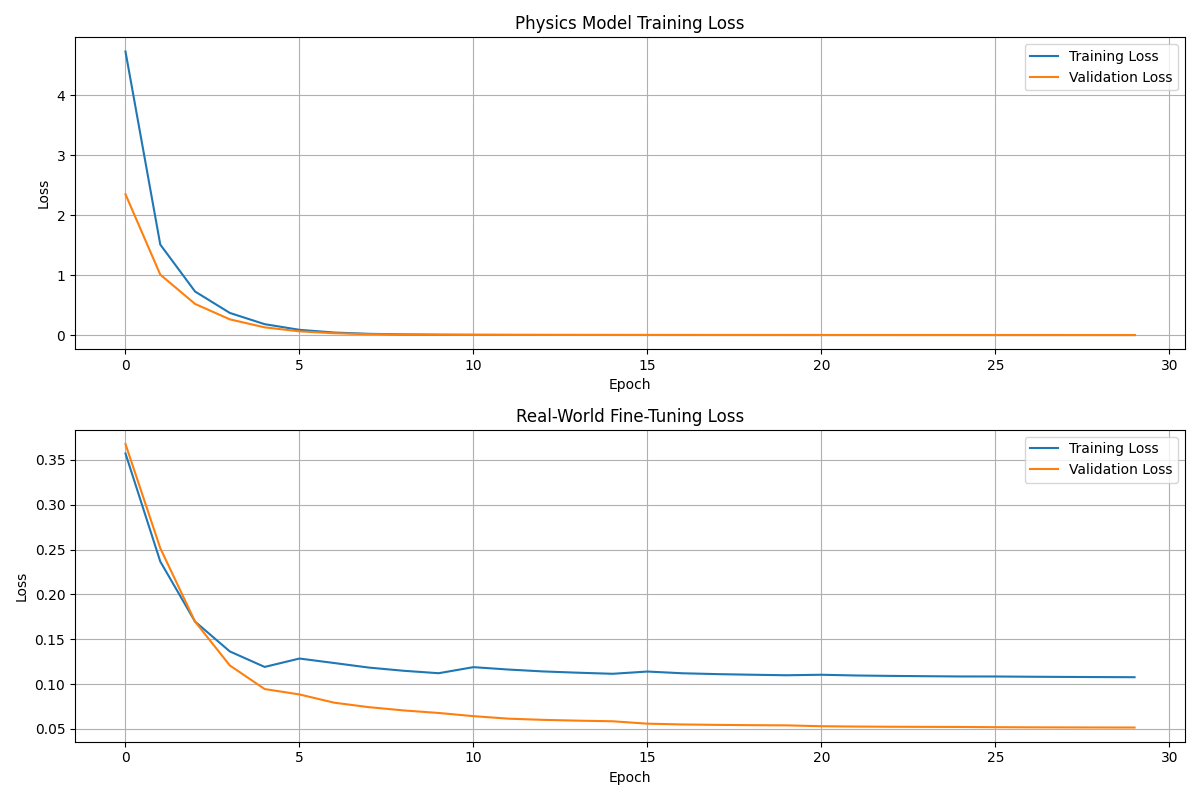 Physics Model Training Loss
Training Loss
Validation Loss
4
3
2
1
0
Loss
0 5 10 15 20 25 30
Epoch
Real-World Fine-Tuning Loss
Training Loss
Validation Loss
0.35
0.30
0.25
0.20
0.15
0.10
0.05
Loss
0 5 10 15 20 25 30
Epoch